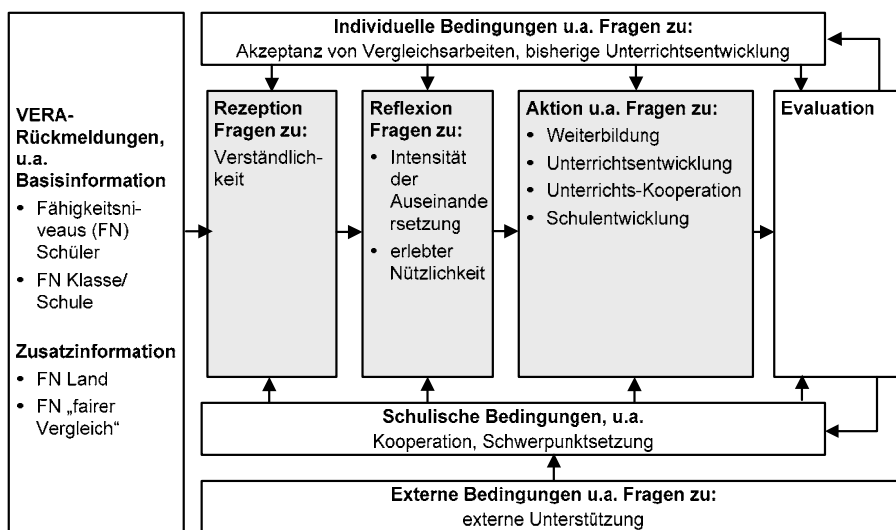 Individuelle Bedingungen u.a. Fragen zu:
Akzeptanz von Vergleichsarbeiten, bisherige Unterrichtsentwicklung
VERA-
Rückmeldungen,
u.a.
Basisinformation
• Fähigkeitsni-
veaus (FN)
Schüler
• FN Klasse/
Schule
Zusatzinformation
• FN Land
• FN „fairer
Vergleich“
Rezeption
Fragen zu:
Verständlich-
keit
Reflexion
Fragen zu:
• Intensität
der
Auseinande
rsetzung
• erlebter
Nützlichkeit
Aktion u.a. Fragen zu:
• Weiterbildung
• Unterrichtsentwicklung
• Unterrichts-Kooperation
• Schulentwicklung
Evaluation
Schulische Bedingungen, u.a.
Kooperation, Schwerpunktsetzung
Externe Bedingungen u.a. Fragen zu:
externe Unterstützung